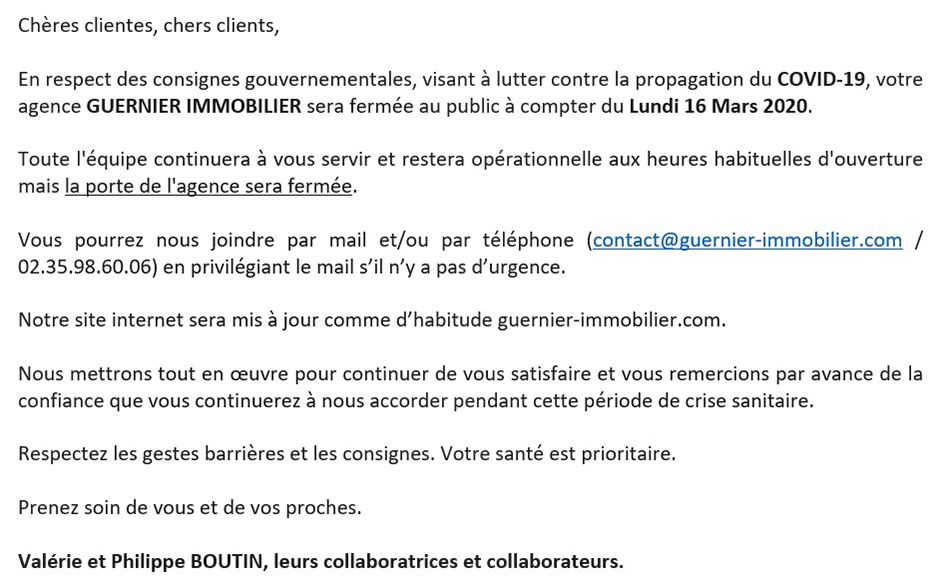 Chères clientes, chers clients,
En respect des consignes gouvernementales, visant à lutter contre la propagation du COVID-19, votre
agence GUERNIER IMMOBILIER sera fermée au public à compter du Lundi 16 Mars 2020.
Toute l'équipe continuera à vous servir et restera opérationnelle aux heures habituelles d'ouverture
mais la porte de l'agence sera fermée.
Vous pourrez nous joindre par mail et/ou par téléphone (contact@guernier-immobilier.com /
02.35.98.60.06) en privilégiant le mail s’il n’y a pas d’urgence.
Notre site internet sera mis à jour comme d’habitude guernier-immobilier.com.
Nous mettrons tout en œuvre pour continuer de vous satisfaire et vous remercions par avance de la
confiance que vous continuerez à nous accorder pendant cette période de crise sanitaire.
Respectez les gestes barrières et les consignes. Votre santé est prioritaire.
Prenez soin de vous et de vos proches.
Valérie et Philippe BOUTIN, leurs collaboratrices et collaborateurs.